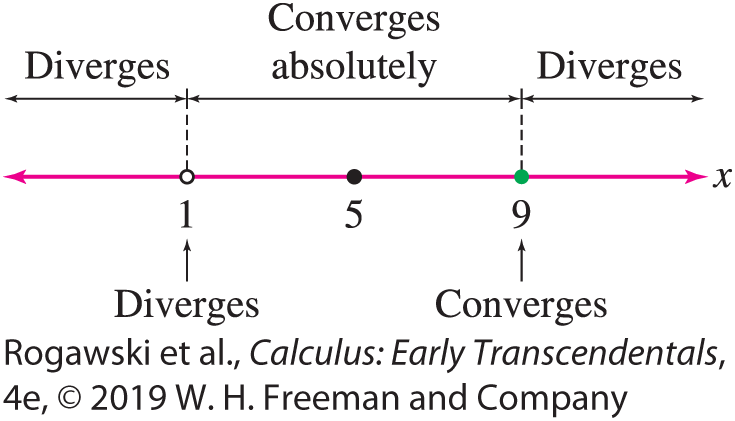 Converges
Diverges absolutely Diverges
x
1 5 9
Diverges Converges
Rogawski et al., Calculus: Early Transcendentals,
4e, © 2019 W. H. Freeman and Company